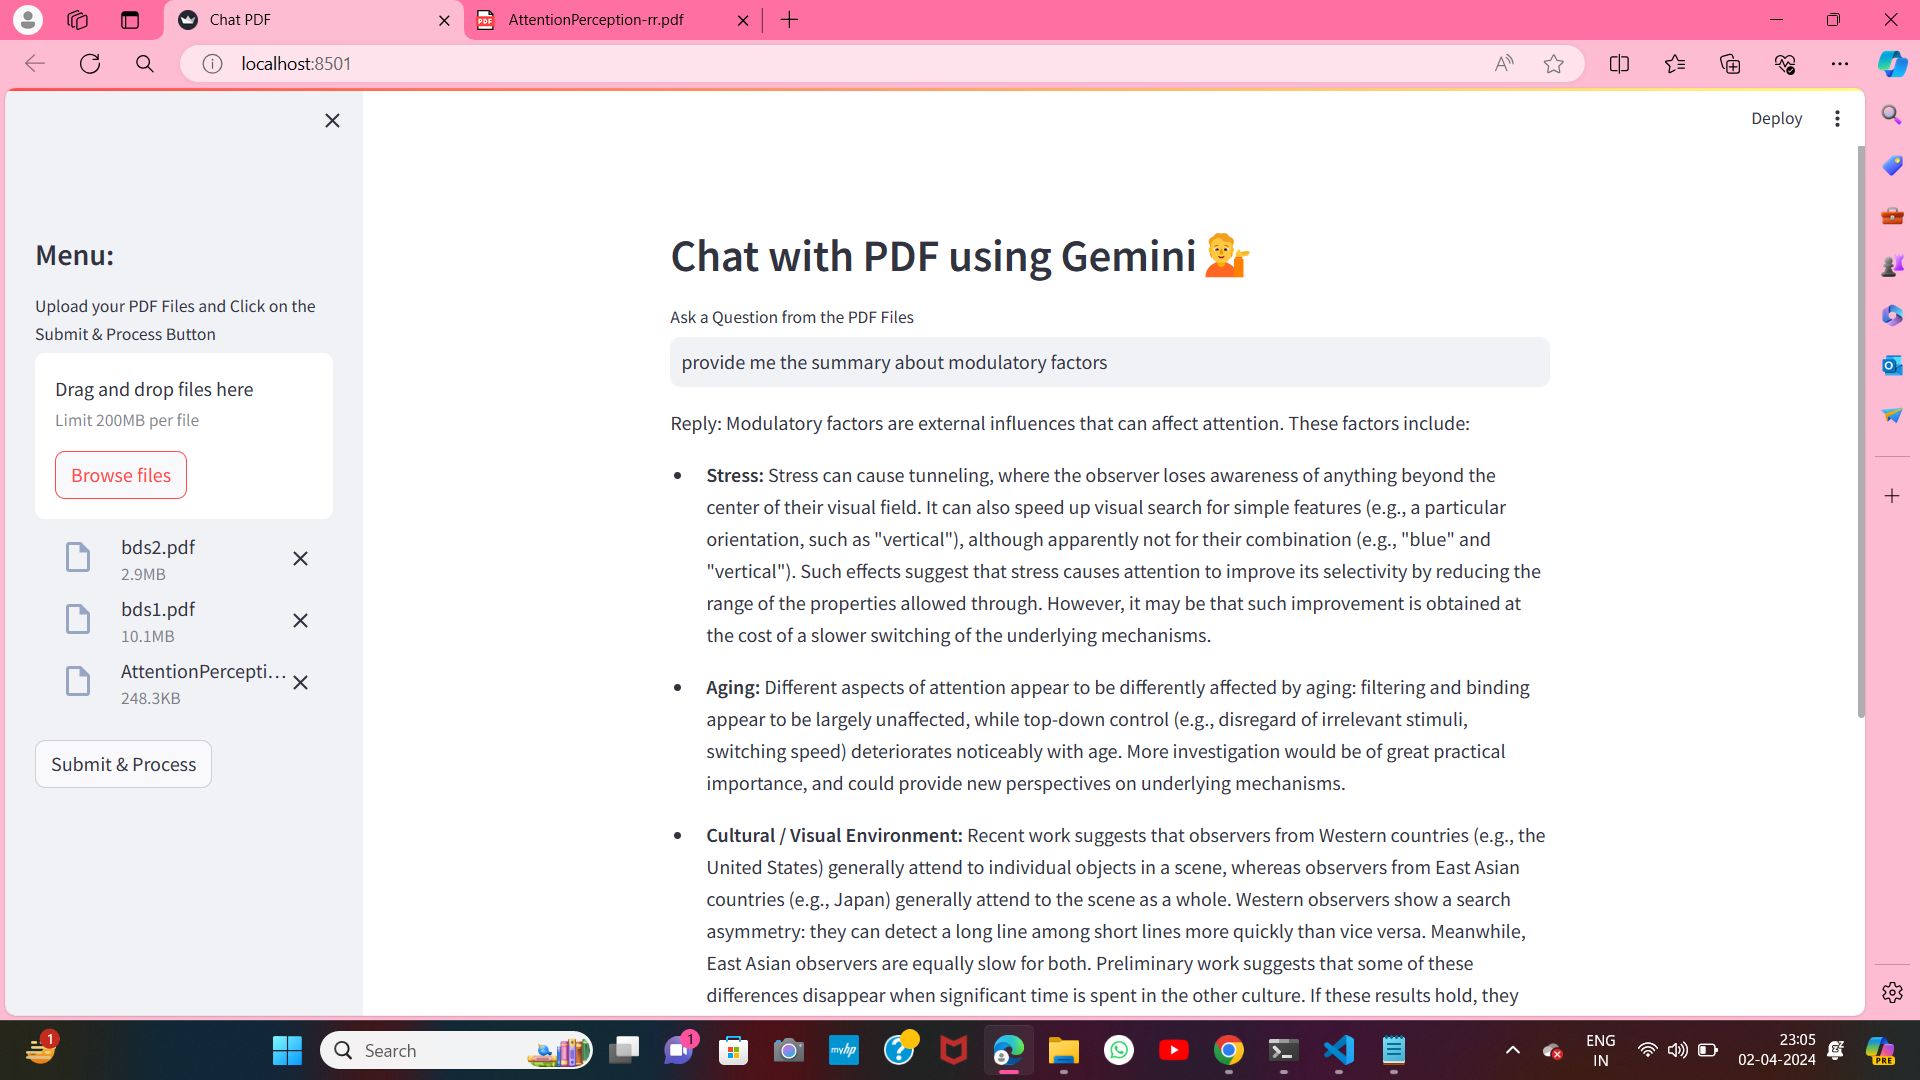 Chat PDF
AttentionPerception-rr.pdf
localhost:8501
Deploy
Menu:
Upload your PDF Files and Click on the
Submit & Process Button
Drag and drop files here
Limit 200MB per file
Browse files
bds2.pdf
2.9MB
bds1.pdf
10.1MB
AttentionPercepti...
248.3KB
Submit & Process
Chat with PDF using Gemini
Ask a Question from the PDF Files
provide me the summary about modulatory factors
Reply: Modulatory factors are external influences that can affect attention. These factors include:
Stress: Stress can cause tunneling, where the observer loses awareness of anything beyond the
center of their visual field. It can also speed up visual search for simple features (e.g., a particular
orientation, such as "vertical"), although apparently not for their combination (e.g., "blue" and
"vertical"). Such effects suggest that stress causes attention to improve its selectivity by reducing the
range of the properties allowed through. However, it may be that such improvement is obtained at
the cost of a slower switching of the underlying mechanisms.
Aging: Different aspects of attention appear to be differently affected by aging: filtering and binding
appear to be largely unaffected, while top-down control (e.g., disregard of irrelevant stimuli,
switching speed) deteriorates noticeably with age. More investigation would be of great practical
importance, and could provide new perspectives on underlying mechanisms.
Cultural / Visual Environment: Recent work suggests that observers from Western countries (e.g., the
United States) generally attend to individual objects in a scene, whereas observers from East Asian
countries (e.g., Japan) generally attend to the scene as a whole. Western observers show a search
asymmetry: they can detect a long line among short lines more quickly than vice versa. Meanwhile,
East Asian observers are equally slow for both. Preliminary work suggests that some of these
differences disappear when significant time is spent in the other culture. If these results hold, they
1
Search
1
myhp
ENG
IN
23:05
02-04-2024
PRE